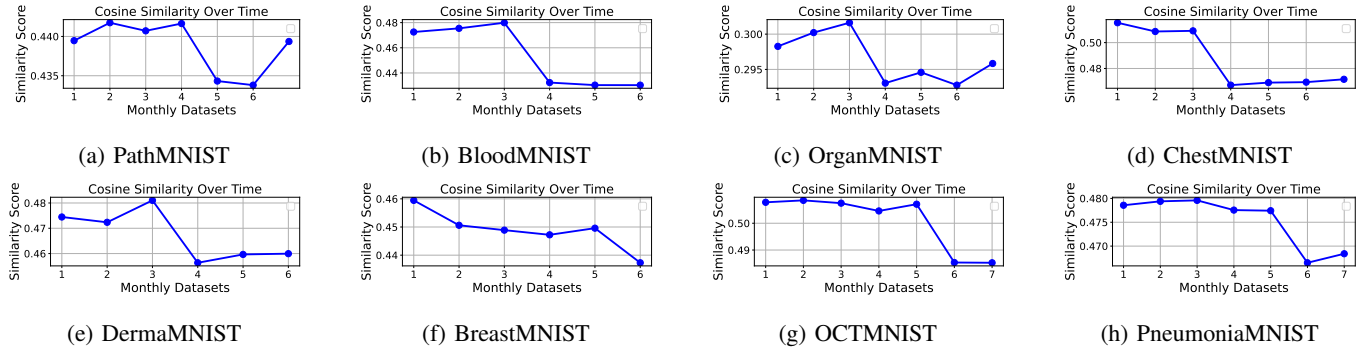 Cosine Similarity Over Time
Similarity Score
0.440
0.435
1 2 3 4 5 6
Monthly Datasets
(a) PathMNIST
Cosine Similarity Over Time
Similarity Score
0.48
0.46
0.44
1 2 3 4 5 6
Monthly Datasets
(b) BloodMNIST
Cosine Similarity Over Time
Similarity Score
0.300
0.295
1 2 3 4 5 6
Monthly Datasets
(c) OrganMNIST
Cosine Similarity Over Time
Similarity Score
0.50
0.48
1 2 3 4 5 6
Monthly Datasets
(d) ChestMNIST
Cosine Similarity Over Time
Similarity Score
0.48
0.46
1 2 3 4 5 6
Monthly Datasets
(e) DermaMNIST
Cosine Similarity Over Time
Similarity Score
0.46
0.45
0.44
1 2 3 4 5 6
Monthly Datasets
(f) BreastMNIST
Cosine Similarity Over Time
Similarity Score
0.50
0.49
1 2 3 4 5 6 7
Monthly Datasets
(g) OCTMNIST
Cosine Similarity Over Time
Similarity Score
0.480
0.475
0.470
1 2 3 4 5 6 7
Monthly Datasets
(h) PneumoniaMNIST